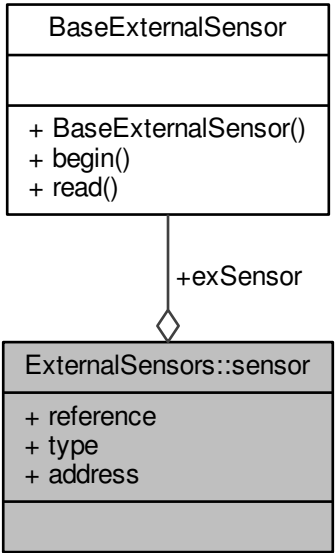 BaseExternalSensor
+ BaseExternalSensor()
+ begin()
+ read()
+exSensor
ExternalSensors::sensor
+ reference
+ type
+ address